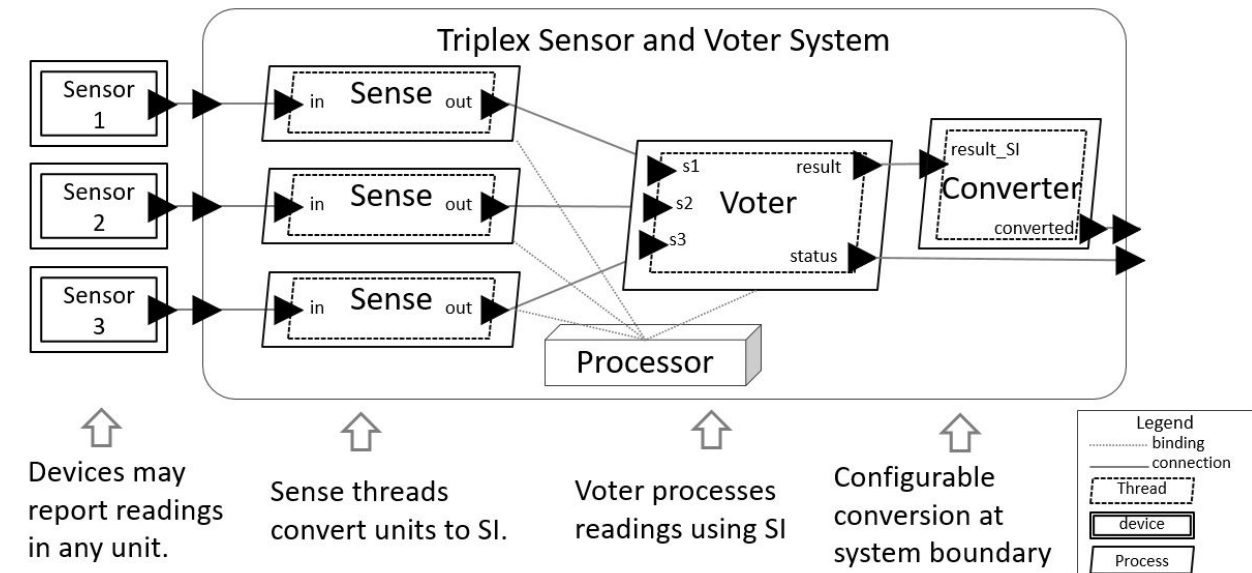 Triplex Sensor and Voter System
Sensor
1
in
Sense
out
Sensor
2
in
Sense
out
Sensor
3
in
Sense
out
s1
s2
s3
Voter
result
status
result_SI
Converter
converted
Processor
Devices may
report readings
in any unit.
Sense threads
convert units to SI.
Voter processes
readings using SI
Configurable
conversion at
system boundary
Legend
binding
connection
Thread
device
Process